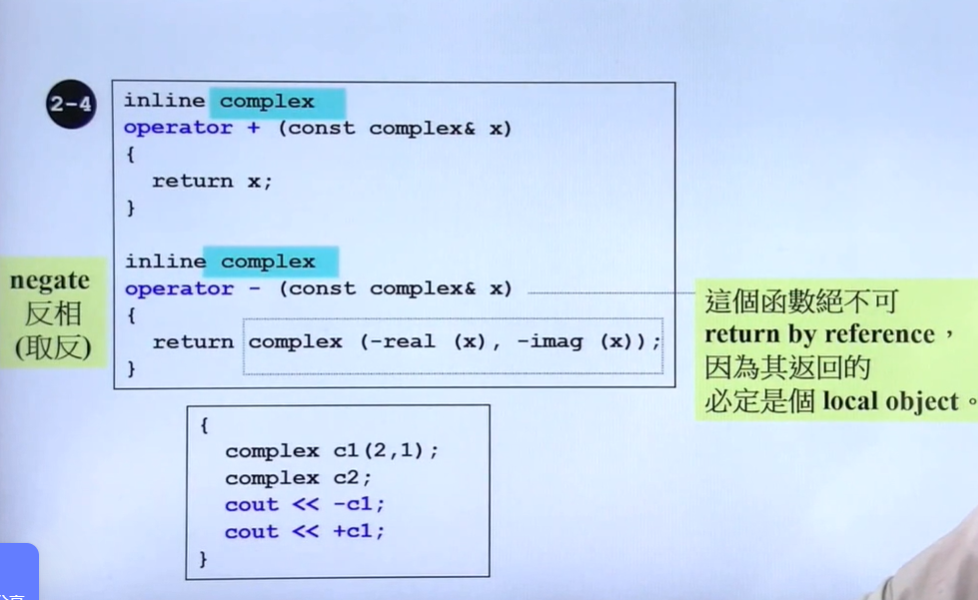 2-4
inline complex
operator + (const complex& x)
{
return x;
}
inline complex
operator - (const complex& x)
{
return complex (-real (x), -imag (x));
}
negate
反相
(取反)
這個函數絕不可
return by reference，
因為其返回的
必定是個 local object。
{
complex c1(2,1);
complex c2;
cout << -c1;
cout << +c1;
}